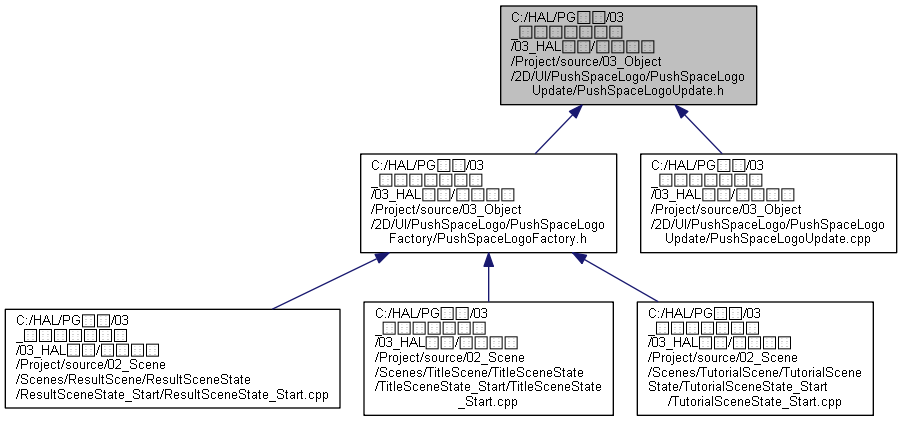 C:/HAL/PG□□/03
_□□□□□□□
/03_HAL□□/□□□□
/Project/source/03_Object
/2D/UI/PushSpaceLogo/PushSpaceLogo
Update/PushSpaceLogoUpdate.h
C:/HAL/PG□□/03
_□□□□□□□
/03_HAL□□/□□□□
/Project/source/03_Object
/2D/UI/PushSpaceLogo/PushSpaceLogo
Factory/PushSpaceLogoFactory.h
C:/HAL/PG□□/03
_□□□□□□□
/03_HAL□□/□□□□
/Project/source/03_Object
/2D/UI/PushSpaceLogo/PushSpaceLogo
Update/PushSpaceLogoUpdate.cpp
C:/HAL/PG□□/03
_□□□□□□□
/03_HAL□□/□□□□
/Project/source/02_Scene
/Scenes/ResultScene/ResultSceneState
/ResultSceneState_Start/ResultSceneState_Start.cpp
C:/HAL/PG□□/03
_□□□□□□□
/03_HAL□□/□□□□
/Project/source/02_Scene
/Scenes/TitleScene/TitleSceneState
/TitleSceneState_Start/TitleSceneState
_Start.cpp
C:/HAL/PG□□/03
_□□□□□□□
/03_HAL□□/□□□□
/Project/source/02_Scene
/Scenes/TutorialScene/TutorialScene
State/TutorialSceneState_Start
/TutorialSceneState_Start.cpp